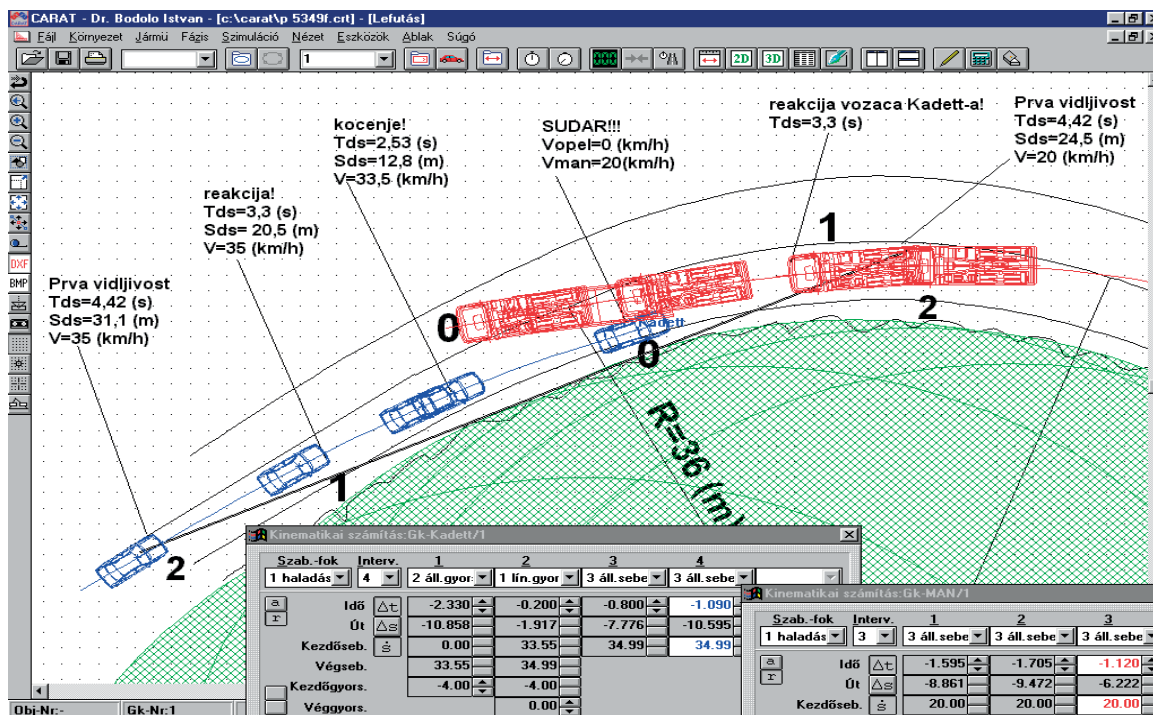 CARAT - Dr. Bodolo Istvan - [c:\carat\p 5349f.crt] - [Lefutás]
Fájl Környezet Jármü Fázis Szimuláció Nézet Eszközök Ablak Súgó
1
2D
3D
DXF
BMP
reakcija vozaca Kadett-a!
Tds=3,3 (s)
Prva vidljivost
Tds=4,42 (s)
Sds=24,5 (m)
V=20 (km/h)
kocenje!
Tds=2,53 (s)
Sds=12,8 (m)
V=33,5 (km/h)
SUDAR!!!
Vopel=0 (km/h)
Vman=20(km/h)
reakcija!
Tds=3,3 (s)
Sds= 20,5 (m)
V=35 (km/h)
Prva vidljivost
Tds=4,42 (s)
Sds=31,1 (m)
V=35 (km/h)
1
2
0
Kadett
0
R=36 (m)
1
2
Kinematikai számítás:Gk-Kadett/1
Szab.-fok Interv. 1 2 3 4
1 haladás 4 2 áll.gyor 1 lín.gyor 3 áll.sebe 3 áll.sebe
a
r
Idő Δt -2.330 -0.200 -0.800 -1.090
Út Δs -10.858 -1.917 -7.776 -10.595
Kezdőseb. ṡ 0.00 33.55 34.99 34.99
Végseb. 33.55 34.99
Kezdőgyors. -4.00 -4.00
Véggyors. 0.00
Kinematikai számítás:Gk-MAN/1
Szab.-fok Interv. 1 2 3
1 haladás 3 3 áll.sebe 3 áll.sebe 3 áll.sebe
a
r
Idő Δt -1.595 -1.705 -1.120
Út Δs -8.861 -9.472 -6.222
Kezdőseb. ṡ 20.00 20.00 20.00
Obj-Nr:- Gk-Nr:1